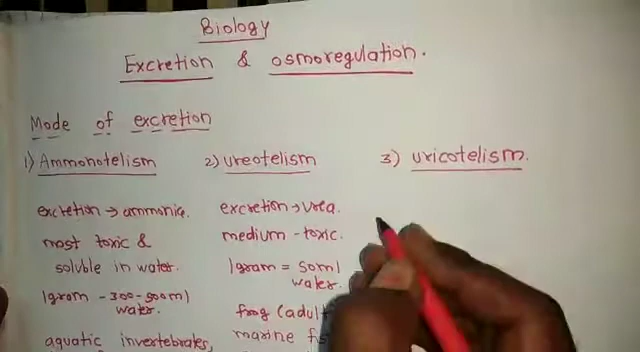 Biology
Excretion & osmoregulation.
Mode of excretion
1) Ammonotelism
excretion → ammonia.
most toxic &
soluble in water.
1gram - 300-500ml
water.
aquatic invertebrates,
2) ureotelism
excretion → urea.
medium - toxic.
1gram = 50ml
water.
frog (adult
marine
3) uricotelism.